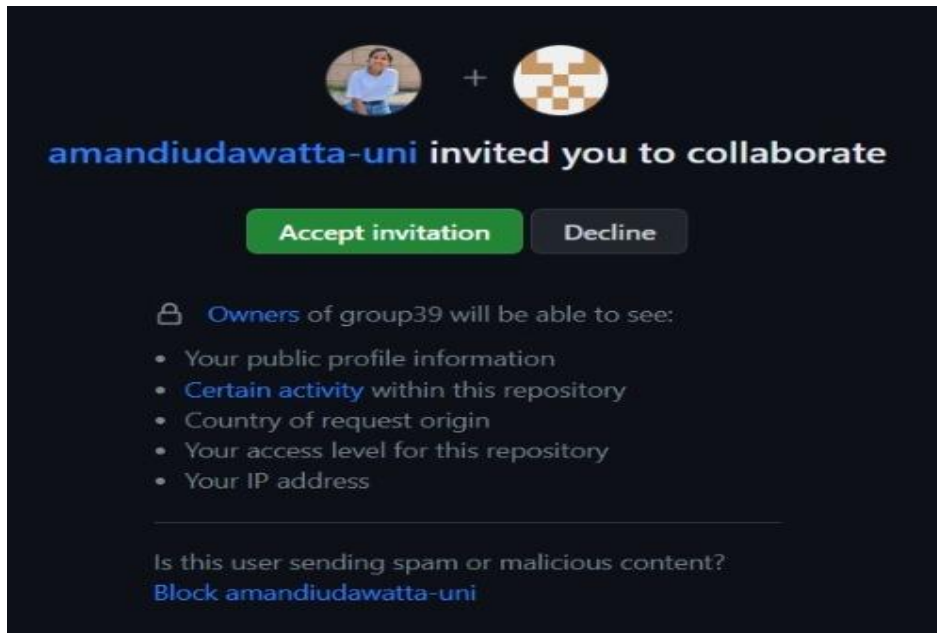 +
amandiudawatta-uni invited you to collaborate
Accept invitation Decline
Owners of group39 will be able to see:
• Your public profile information
• Certain activity within this repository
• Country of request origin
• Your access level for this repository
• Your IP address
Is this user sending spam or malicious content?
Block amandiudawatta-uni